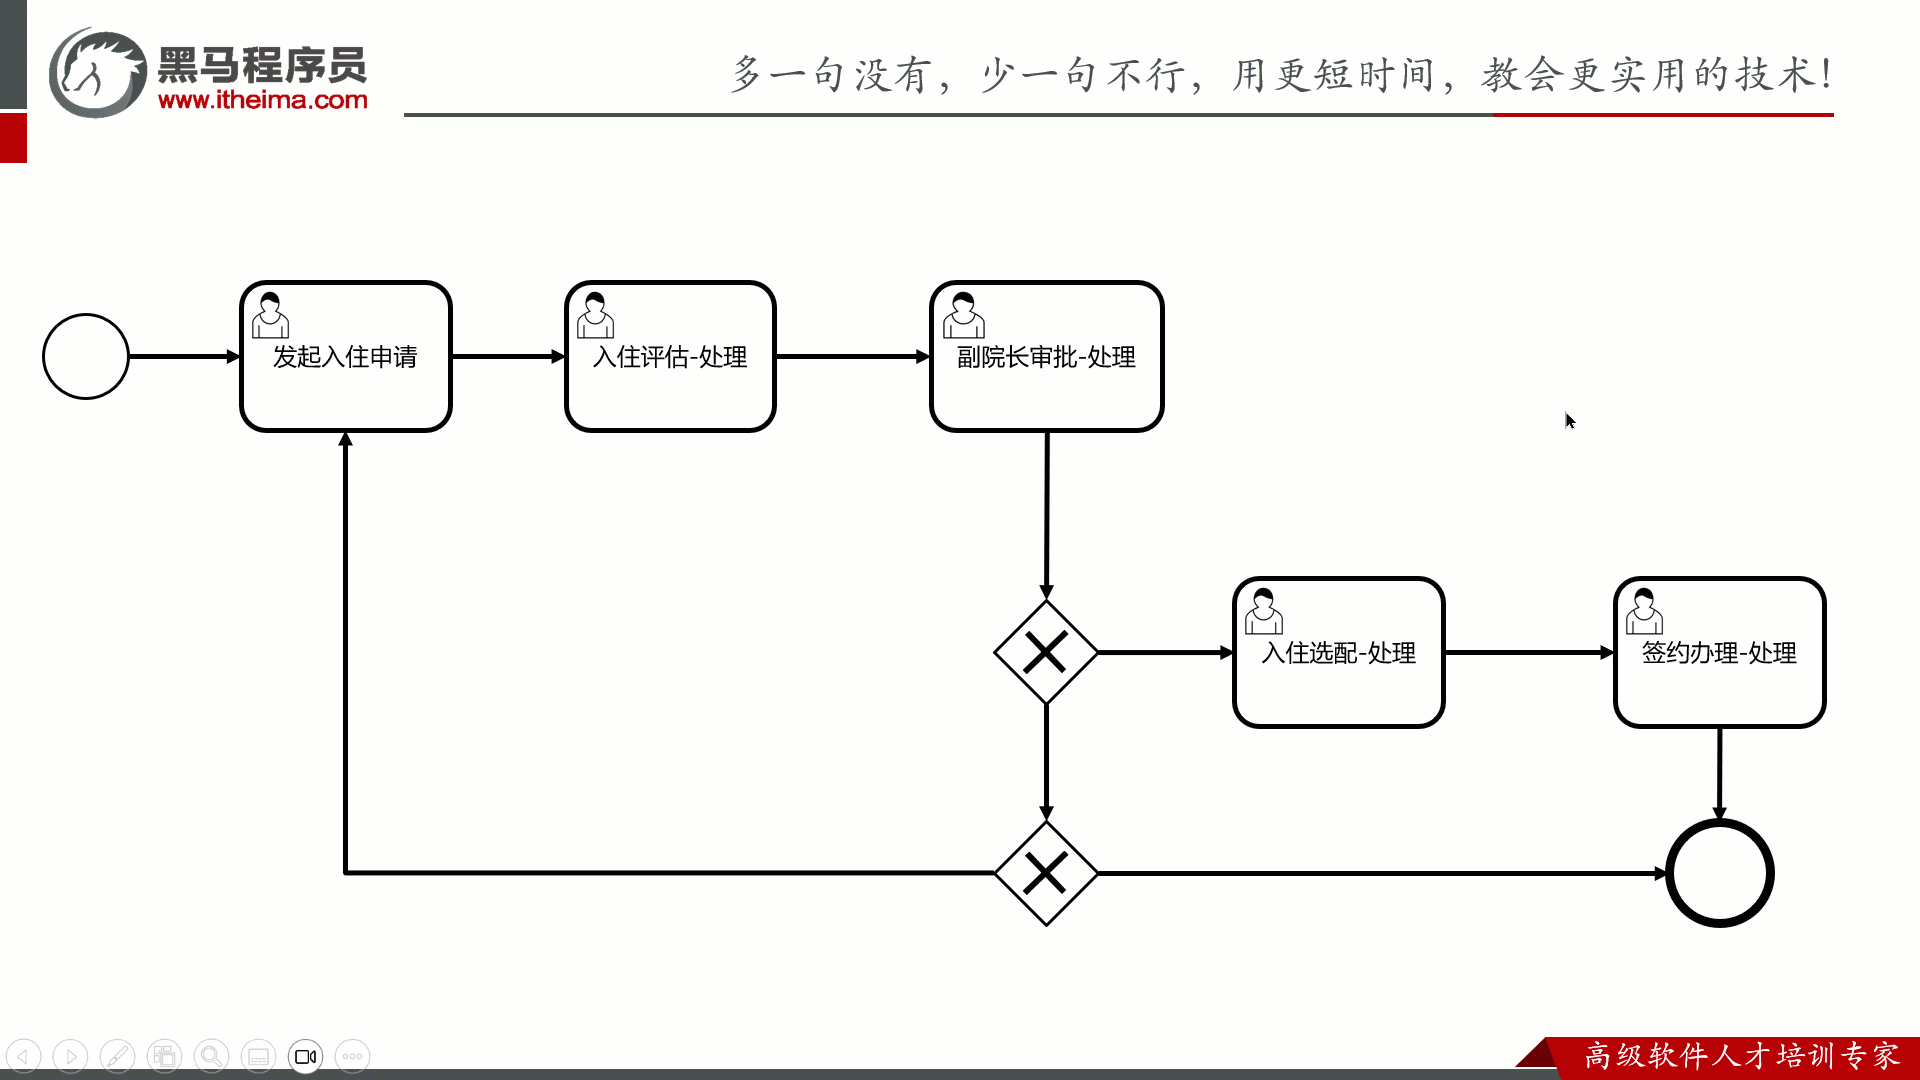 黑马程序员
www.itheima.com
多一句没有，少一句不行，用更短时间，教会更实用的技术！
发起入住申请
入住评估-处理
副院长审批-处理
入住选配-处理
签约办理-处理
高级软件人才培训专家